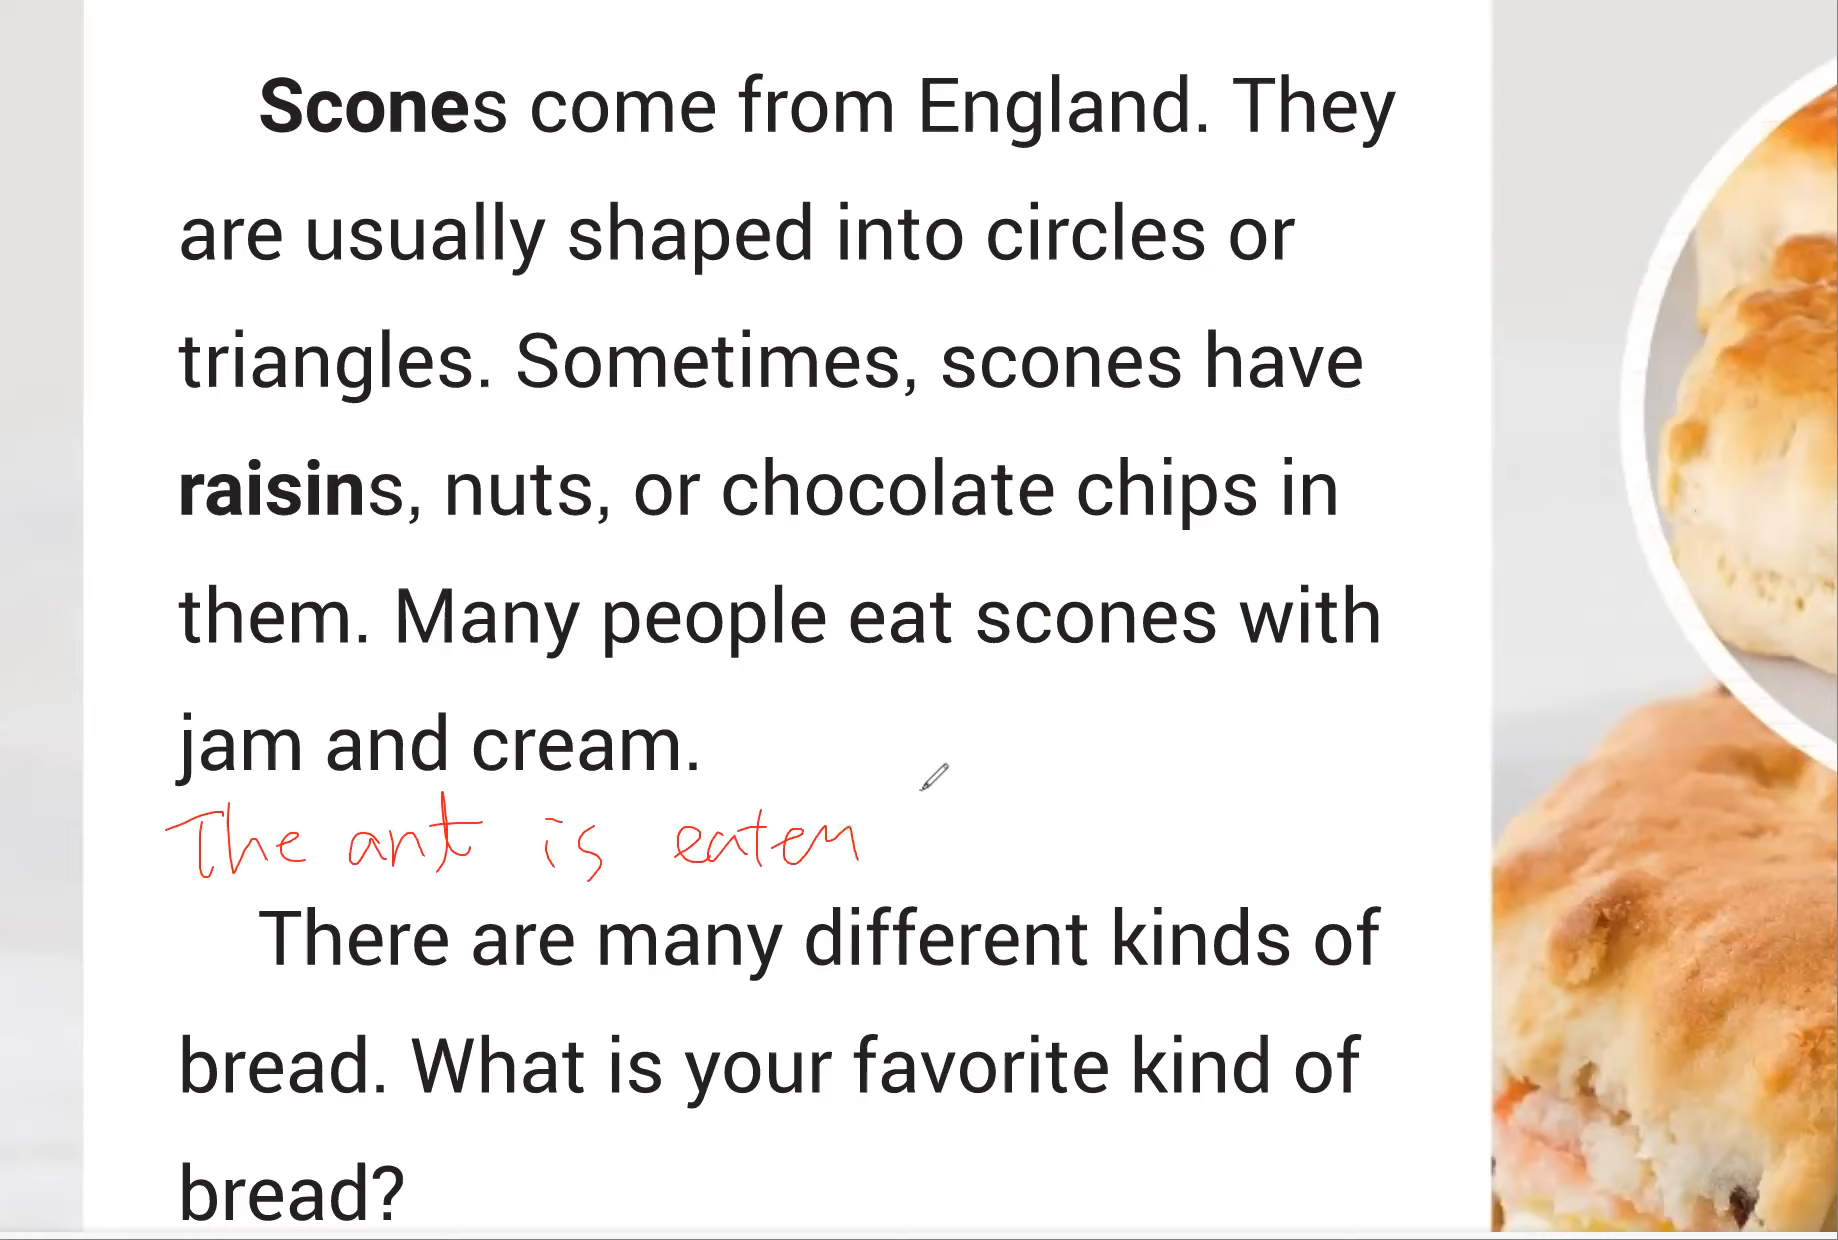 Scones come from England. They
are usually shaped into circles or
triangles. Sometimes, scones have
raisins, nuts, or chocolate chips in
them. Many people eat scones with
jam and cream.
The ant is eaten
There are many different kinds of
bread. What is your favorite kind of
bread?